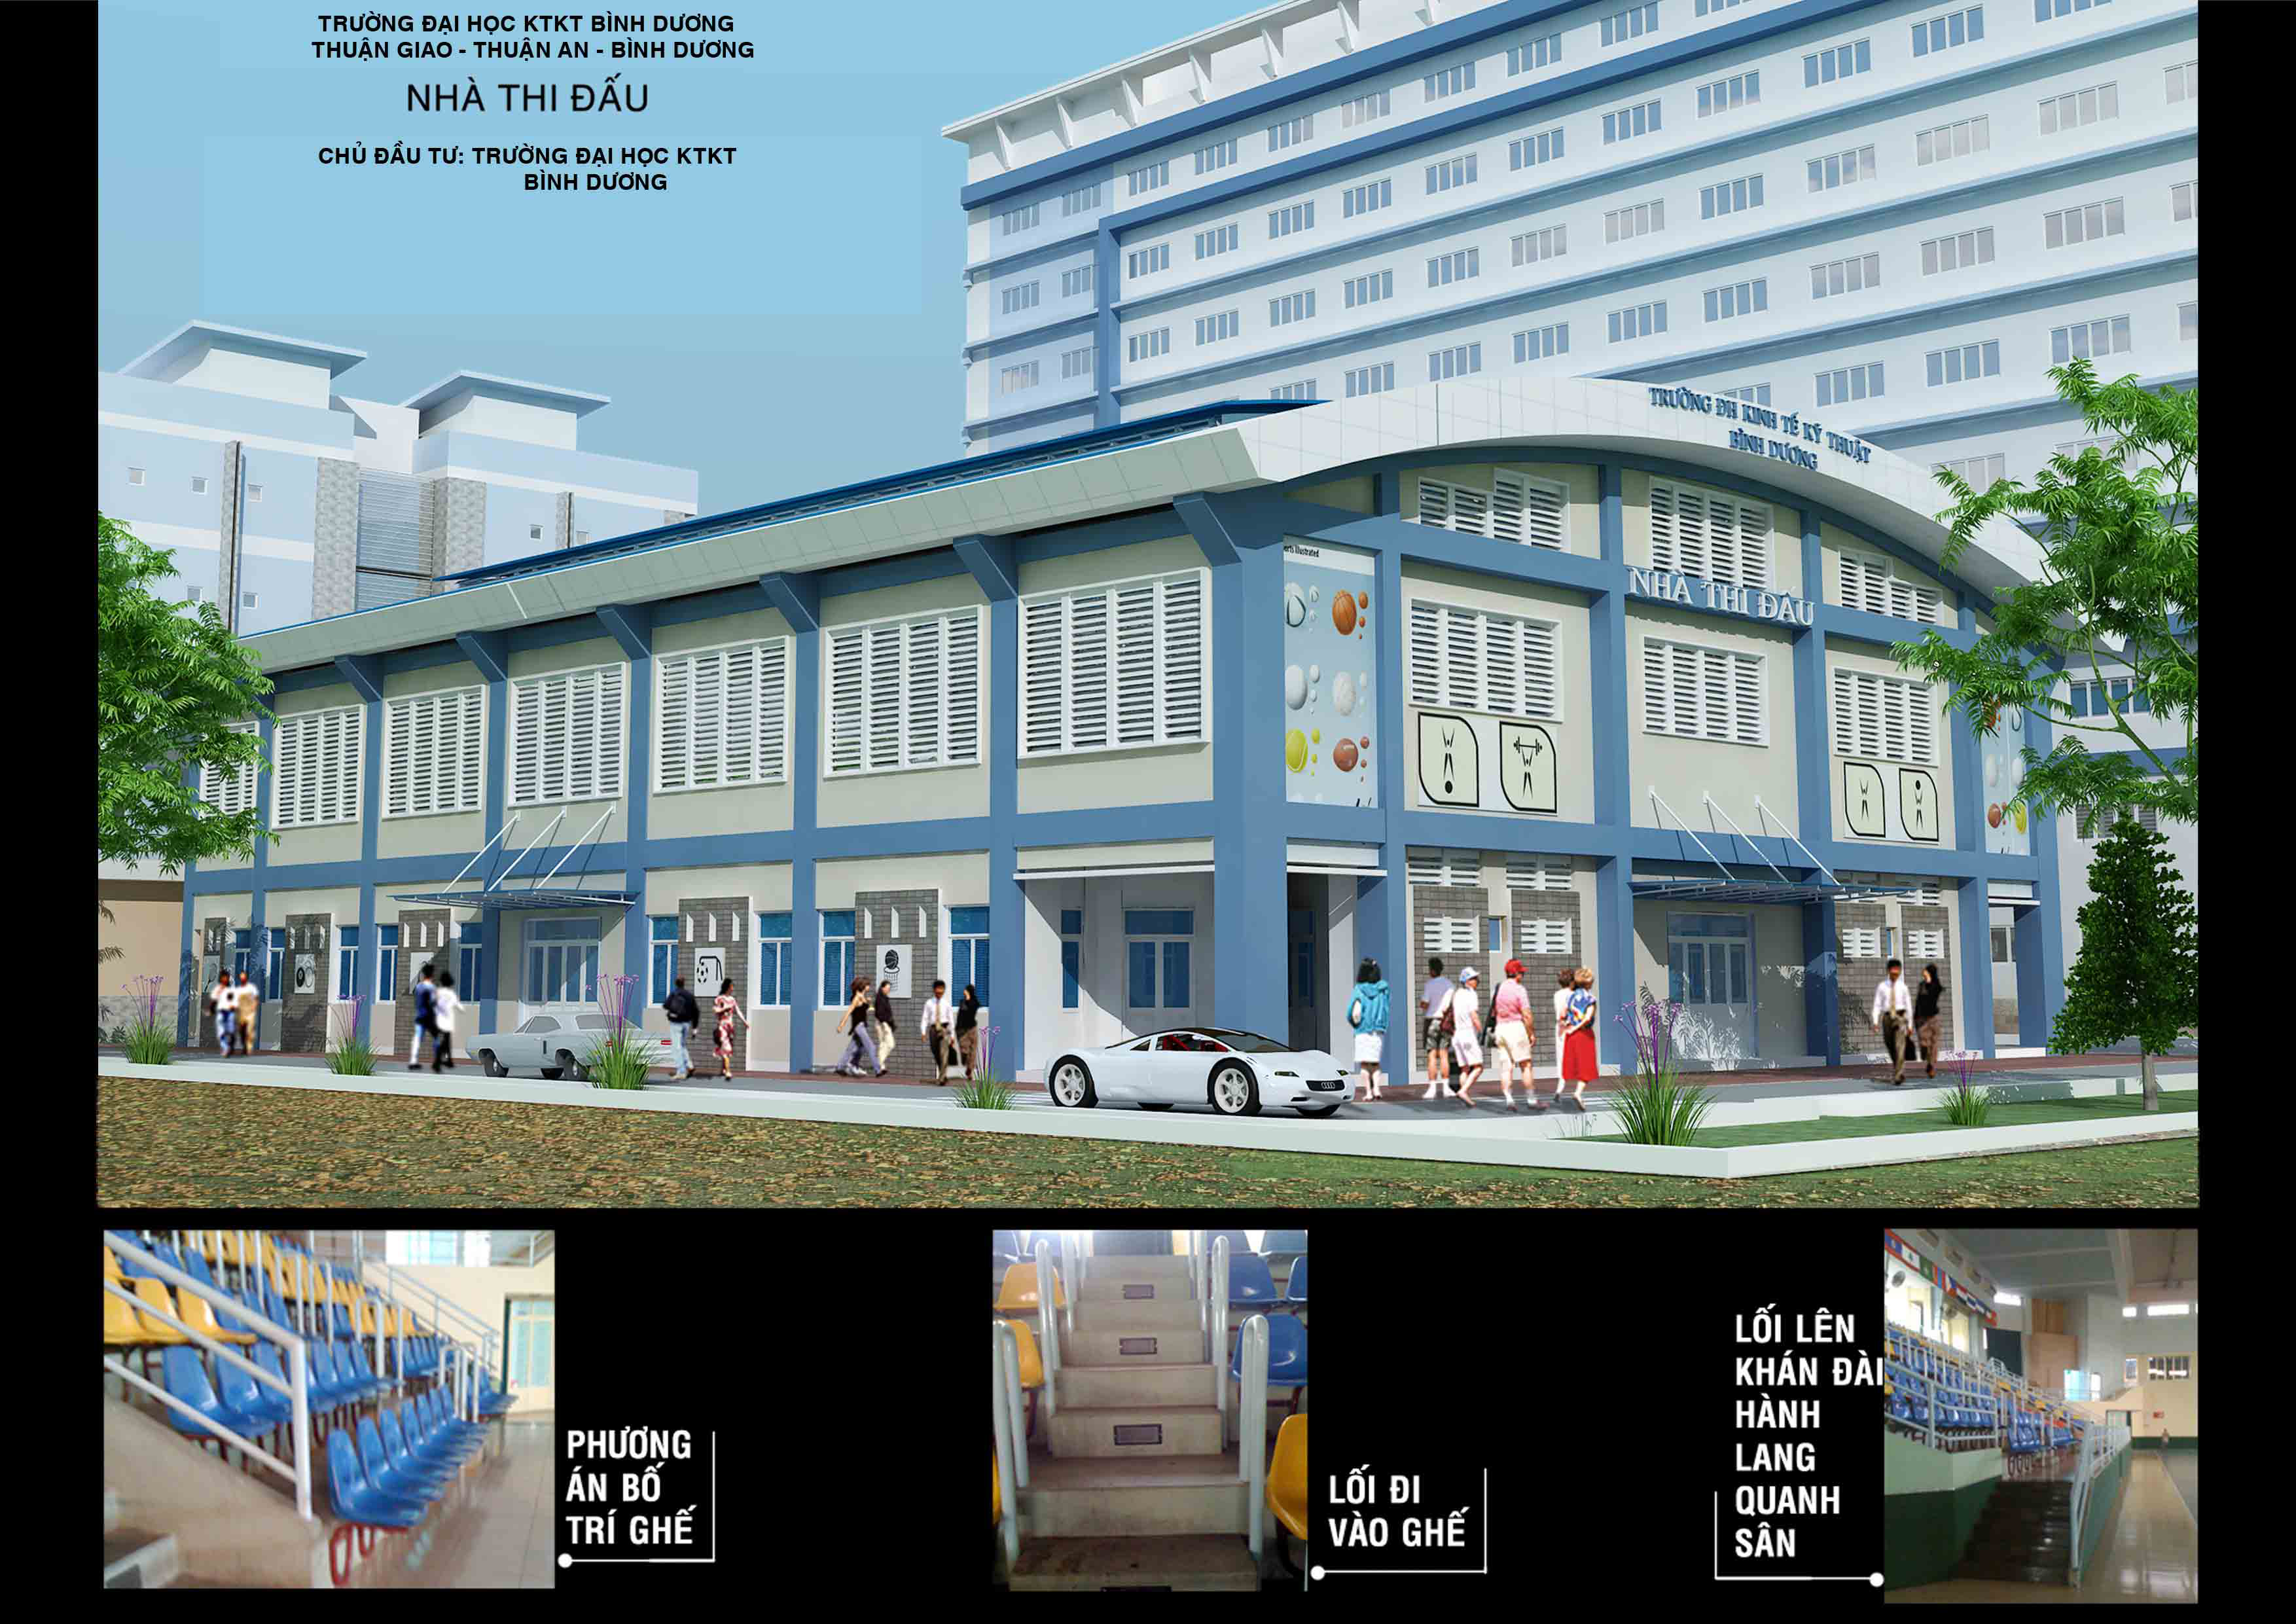 TRƯỜNG ĐẠI HỌC KTKT BÌNH DƯƠNG
THUẬN GIAO - THUẬN AN - BÌNH DƯƠNG
NHÀ THI ĐẤU
CHỦ ĐẦU TƯ: TRƯỜNG ĐẠI HỌC KTKT
BÌNH DƯƠNG
TRƯỜNG ĐH KINH TẾ KỸ THUẬT
BÌNH DƯƠNG
NHÀ THI ĐẤU
Illustrated
PHƯƠNG
ÁN BỐ
TRÍ GHẾ
LỐI ĐI
VÀO GHẾ
LỐI LÊN
KHÁN ĐÀI
HÀNH
LANG
QUANH
SÂN